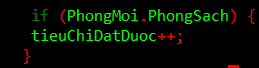 if (PhongMoi.PhongSach) {
tieuChiDatDuoc++;
}